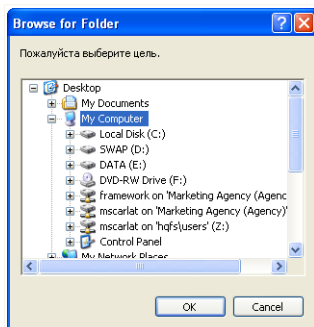 Browse for Folder
Пожалуйста выберите цель.
Desktop
My Documents
My Computer
Local Disk (C:)
SWAP (D:)
DATA (E:)
DVD-RW Drive (F:)
framework on 'Marketing Agency (Agenc
mscarlat on 'Marketing Agency (Agency)'
mscarlat on 'hqfs\users' (Z:)
Control Panel
My Network Places
OK
Cancel